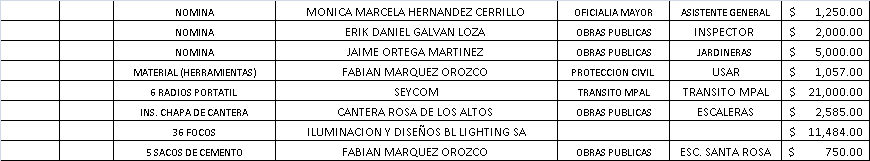 NOMINA MONICA MARCELA HERNANDEZ CERRILLO OFICIALIA MAYOR ASISTENTE GENERAL $ 1,250.00
NOMINA ERIK DANIEL GALVAN LOZA OBRAS PUBLICAS INSPECTOR $ 2,000.00
NOMINA JAIME ORTEGA MARTINEZ OBRAS PUBLICAS JARDINERAS $ 5,000.00
MATERIAL (HERRAMIENTAS) FABIAN MARQUEZ OROZCO PROTECCION CIVIL USAR $ 1,057.00
6 RADIOS PORTATIL SEYCOM TRANSITO MPAL TRANSITO MPAL $ 21,000.00
INS. CHAPA DE CANTERA CANTERA ROSA DE LOS ALTOS OBRAS PUBLICAS ESCALERAS $ 2,585.00
36 FOCOS ILUMINACION Y DISEÑOS BL LIGHTING SA $ 11,484.00
5 SACOS DE CEMENTO FABIAN MARQUEZ OROZCO OBRAS PUBLICAS ESC. SANTA ROSA $ 750.00